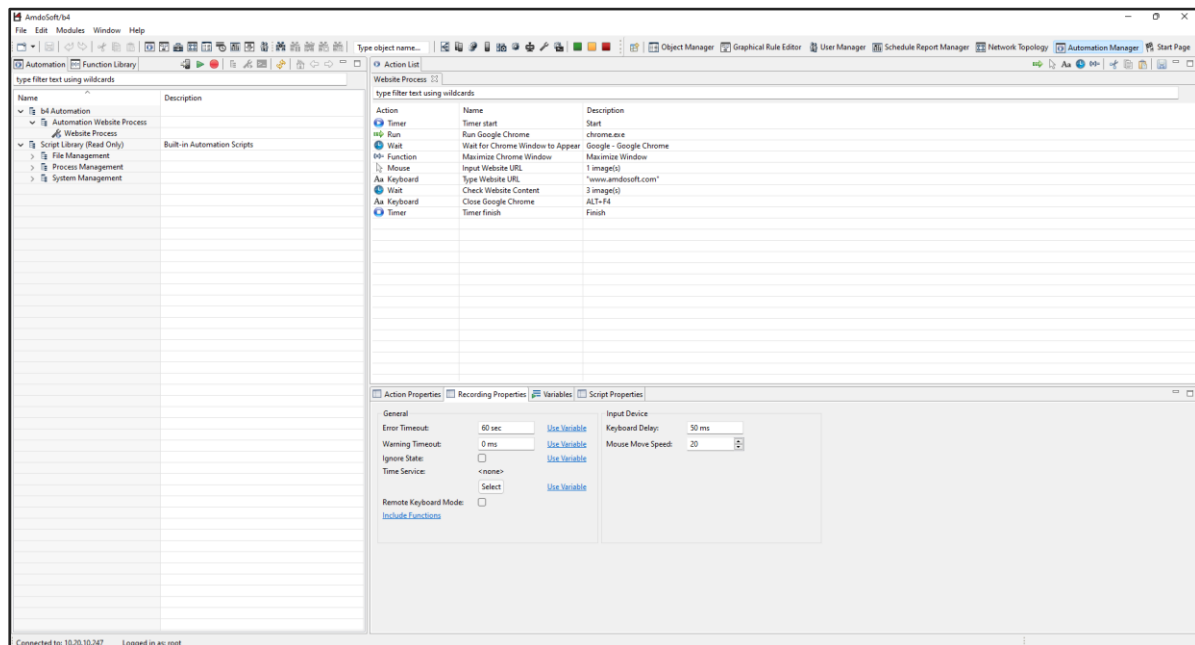 AmdoSoft/b4
File Edit Modules Window Help
Type object name...
Object Manager Graphical Rule Editor User Manager Schedule Report Manager Network Topology Automation Manager Start Page
Automation Function Library
type filter text using wildcards
Name Description
b4 Automation
Automation Website Process
Website Process
Script Library (Read Only) Built-in Automation Scripts
File Management
Process Management
System Management
Action List
Website Process
type filter text using wildcards
Action Name Description
Timer Timer start Start
Run Run Google Chrome chrome.exe
Wait Wait for Chrome Window to Appear Google - Google Chrome
Function Maximize Chrome Window Maximize Window
Mouse Input Website URL 1 image(s)
Aa Keyboard Type Website URL "www.amdosoft.com"
Wait Check Website Content 3 image(s)
Aa Keyboard Close Google Chrome ALT+F4
Timer Timer finish Finish
Action Properties Recording Properties Variables Script Properties
General
Error Timeout: 60 sec Use Variable
Warning Timeout: 0 ms Use Variable
Ignore State: Use Variable
Time Service: <none>
Select Use Variable
Remote Keyboard Mode:
Include Functions
Input Device
Keyboard Delay: 50 ms
Mouse Move Speed: 20
Connected to: 10.20.10.247 Logged in as: root